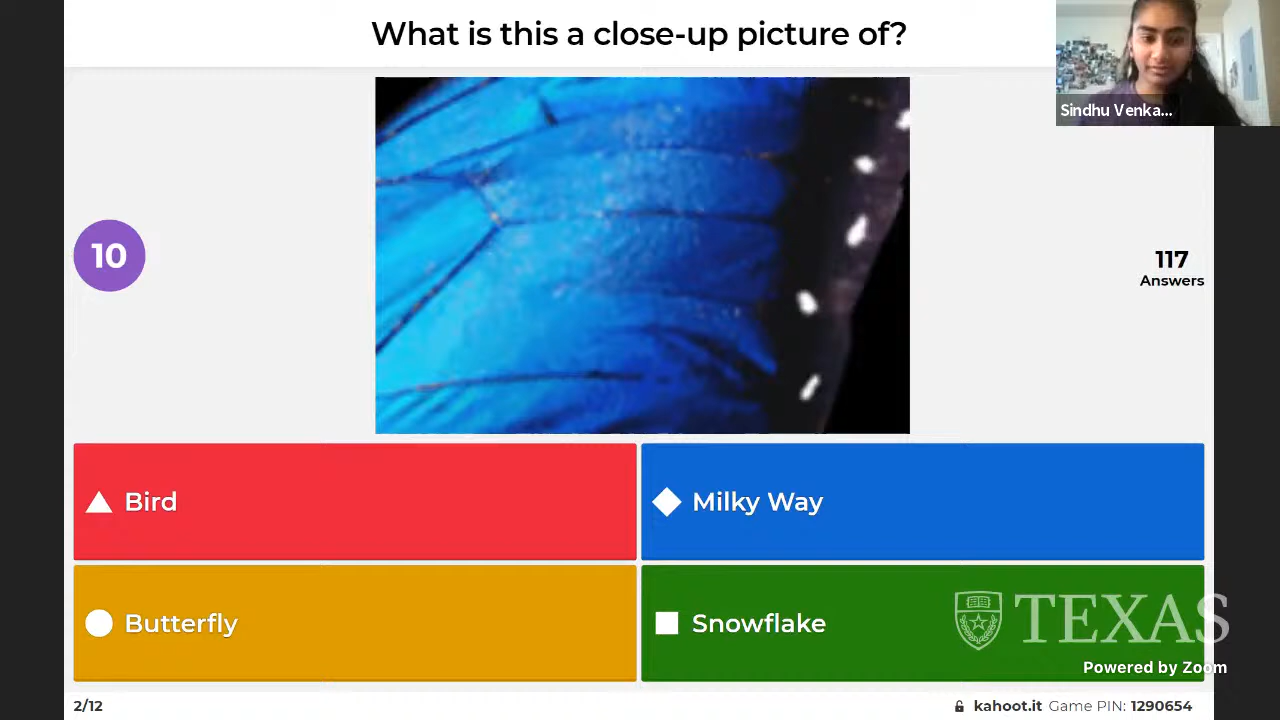 What is this a close-up picture of?
Sindhu Venka...
10
117
Answers
Bird
Milky Way
Butterfly
Snowflake
TEXAS
Powered by Zoom
2/12
kahoot.it Game PIN: 1290654